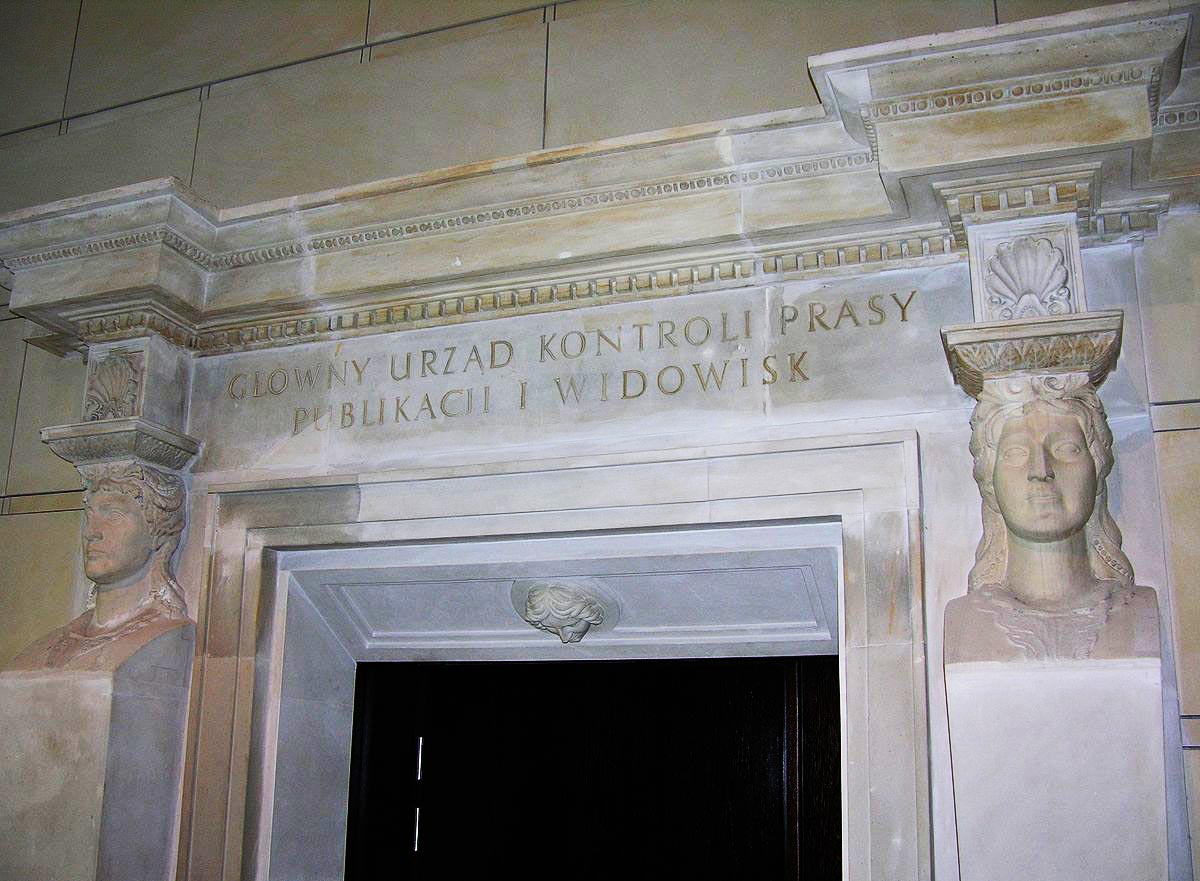 GŁÓWNY URZĄD KONTROLI PRASY
PUBLIKACJI I WIDOWISK